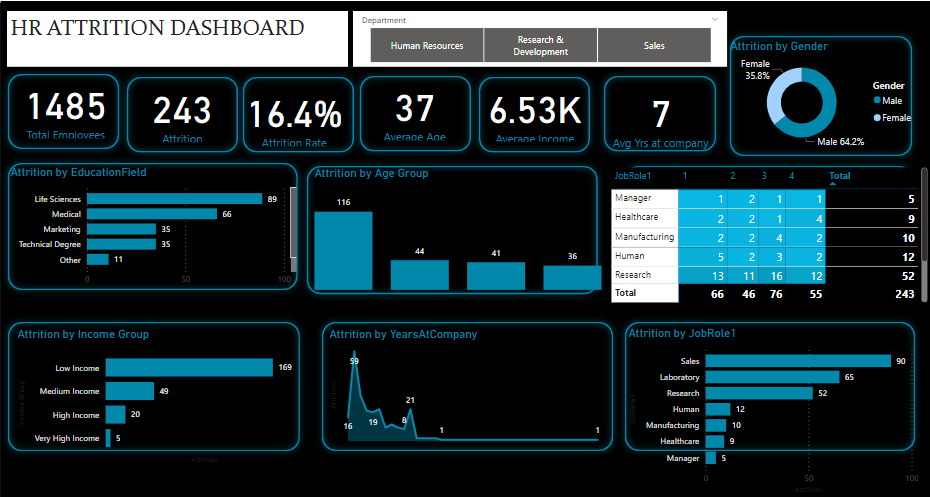 HR ATTRITION DASHBOARD
Department
Human Resources
Research &
Development
Sales
1485
Total Employees
243
Attrition
16.4%
Attrition Rate
37
Average Age
6.53K
Average Income
7
Avg Yrs at company
Attrition by Gender
Female
35.8%
Male 64.2%
Gender
Male
Female
Attrition by EducationField
Life Sciences 89
Medical 66
Marketing 35
Technical Degree 35
Other 11
0 50 100
Attrition by Age Group
116
44
41
36
JobRole1 1 2 3 4 Total
Manager 1 2 1 1 5
Healthcare 2 2 1 4 9
Manufacturing 2 2 4 2 10
Human 5 2 3 2 12
Research 13 11 16 12 52
Total 66 46 76 55 243
Attrition by Income Group
Income Group
Low Income 169
Medium Income 49
High Income 20
Very High Income 5
Attrition
Attrition by YearsAtCompany
Attrition
59
16
19
8
21
1
1
Attrition by JobRole1
JobRole1
Sales 90
Laboratory 65
Research 52
Human 12
Manufacturing 10
Healthcare 9
Manager 5
0 50 100
Attrition